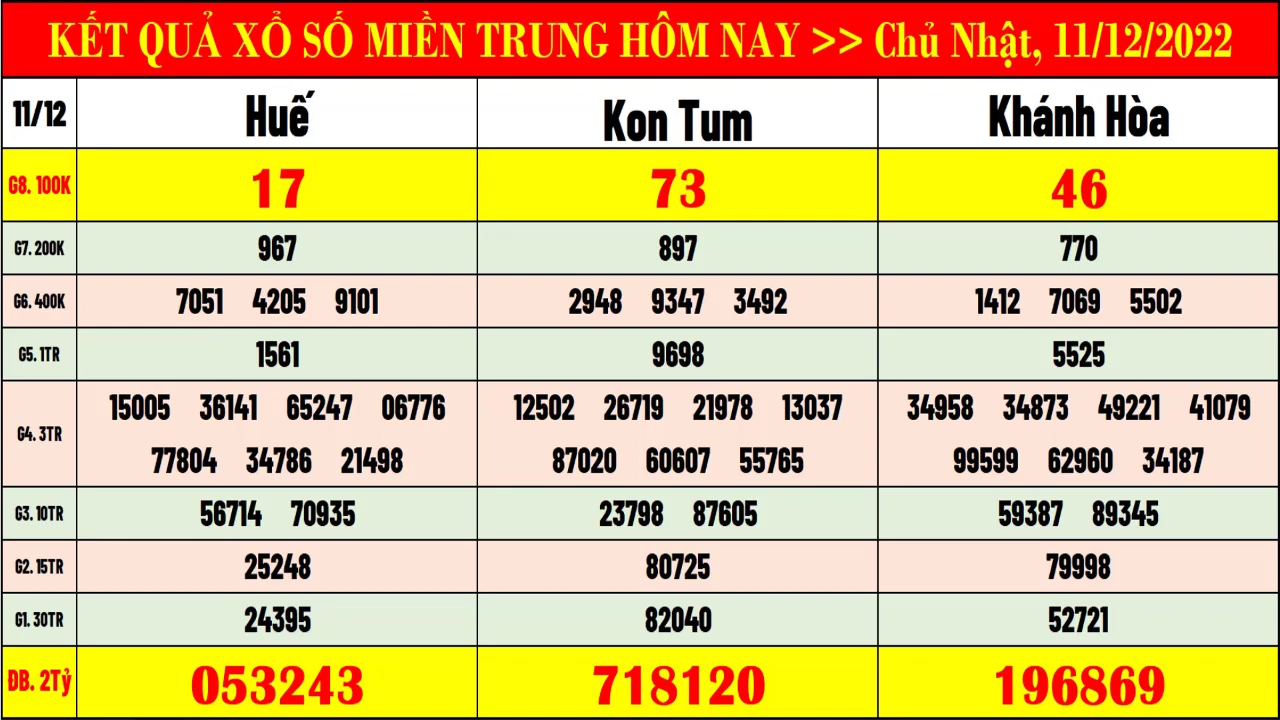 KẾT QUẢ XỔ SỐ MIỀN TRUNG HÔM NAY >> Chủ Nhật, 11/12/2022
11/12 Huế Kon Tum Khánh Hòa
G8. 100K 17 73 46
G7. 200K 967 897 770
G6. 400K 7051 4205 9101 2948 9347 3492 1412 7069 5502
G5. 1TR 1561 9698 5525
15005 36141 65247 06776 12502 26719 21978 13037 34958 34873 49221 41079
G4. 3TR
77804 34786 21498 87020 60607 55765 99599 62960 34187
G3. 10TR 56714 70935 23798 87605 59387 89345
G2. 15TR 25248 80725 79998
G1. 30TR 24395 82040 52721
ĐB. 2Tỷ 053243 718120 196869